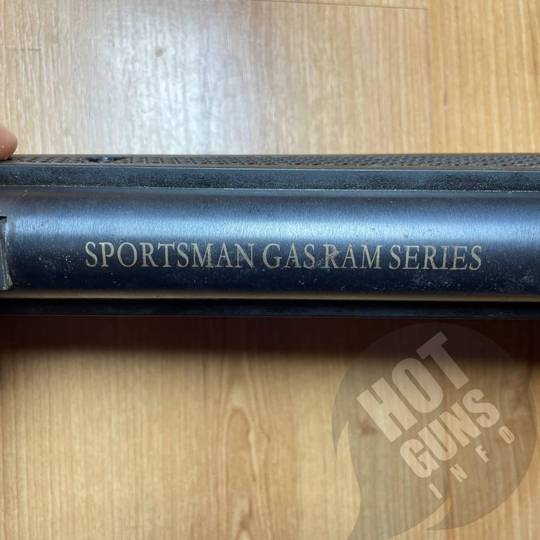 SPORTSMAN GAS RAM SERIES
HOT
GUNS
INFO